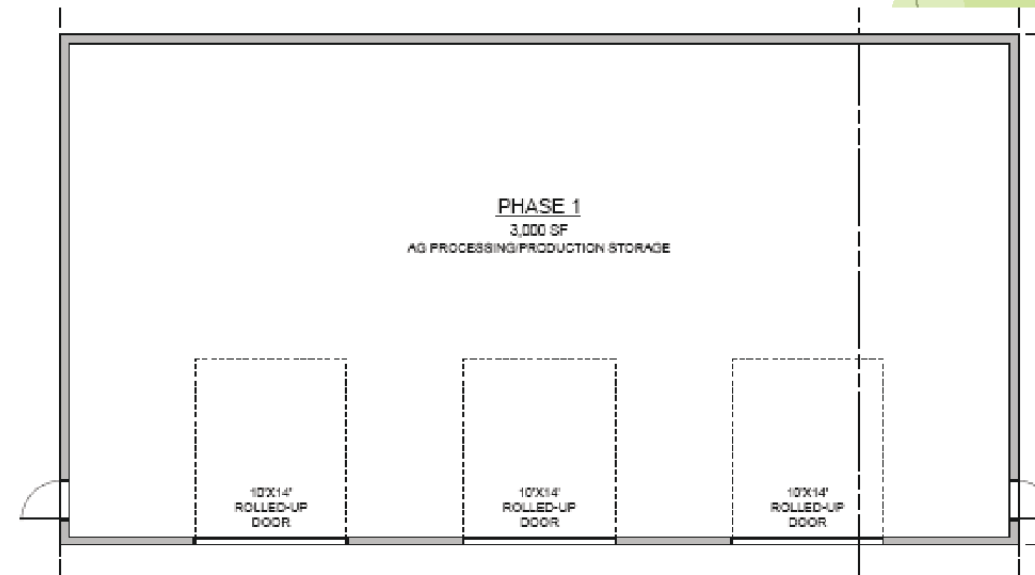 PHASE 1
3,000 SF
AG PROCESSING/PRODUCTION STORAGE
10'X14'
ROLLED-UP
DOOR
10'X14'
ROLLED-UP
DOOR
10'X14'
ROLLED-UP
DOOR